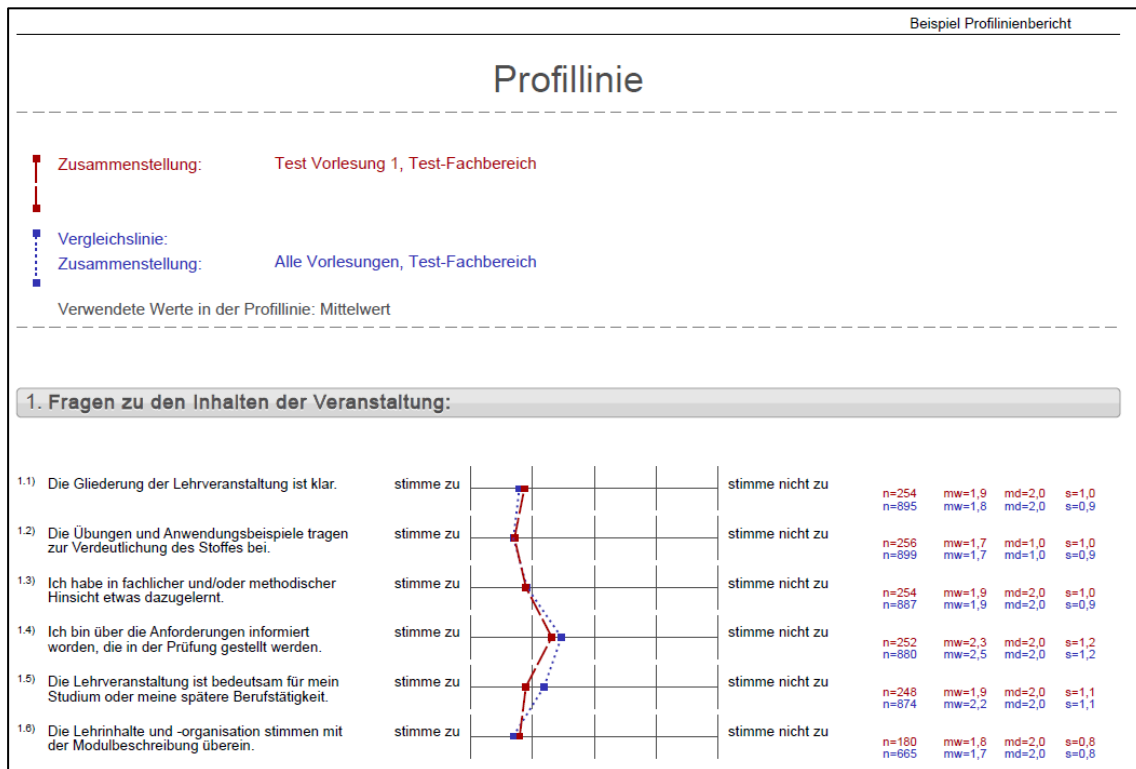 Beispiel Profilinienbericht
Profillinie
Zusammenstellung: Test Vorlesung 1, Test-Fachbereich
Vergleichslinie:
Zusammenstellung: Alle Vorlesungen, Test-Fachbereich
Verwendete Werte in der Profillinie: Mittelwert
1. Fragen zu den Inhalten der Veranstaltung:
1.1) Die Gliederung der Lehrveranstaltung ist klar. stimme zu stimme nicht zu
n=254 mw=1,9 md=2,0 s=1,0
n=895 mw=1,8 md=2,0 s=0,9
1.2) Die Übungen und Anwendungsbeispiele tragen stimme zu stimme nicht zu
zur Verdeutlichung des Stoffes bei.
n=256 mw=1,7 md=1,0 s=1,0
n=899 mw=1,7 md=1,0 s=0,9
1.3) Ich habe in fachlicher und/oder methodischer stimme zu stimme nicht zu
Hinsicht etwas dazugelernt.
n=254 mw=1,9 md=2,0 s=1,0
n=887 mw=1,9 md=2,0 s=0,9
1.4) Ich bin über die Anforderungen informiert stimme zu stimme nicht zu
worden, die in der Prüfung gestellt werden.
n=252 mw=2,3 md=2,0 s=1,2
n=880 mw=2,5 md=2,0 s=1,2
1.5) Die Lehrveranstaltung ist bedeutsam für mein stimme zu stimme nicht zu
Studium oder meine spätere Berufstätigkeit.
n=248 mw=1,9 md=2,0 s=1,1
n=874 mw=2,2 md=2,0 s=1,1
1.6) Die Lehrinhalte und -organisation stimmen mit stimme zu stimme nicht zu
der Modulbeschreibung überein.
n=180 mw=1,8 md=2,0 s=0,8
n=665 mw=1,7 md=2,0 s=0,8